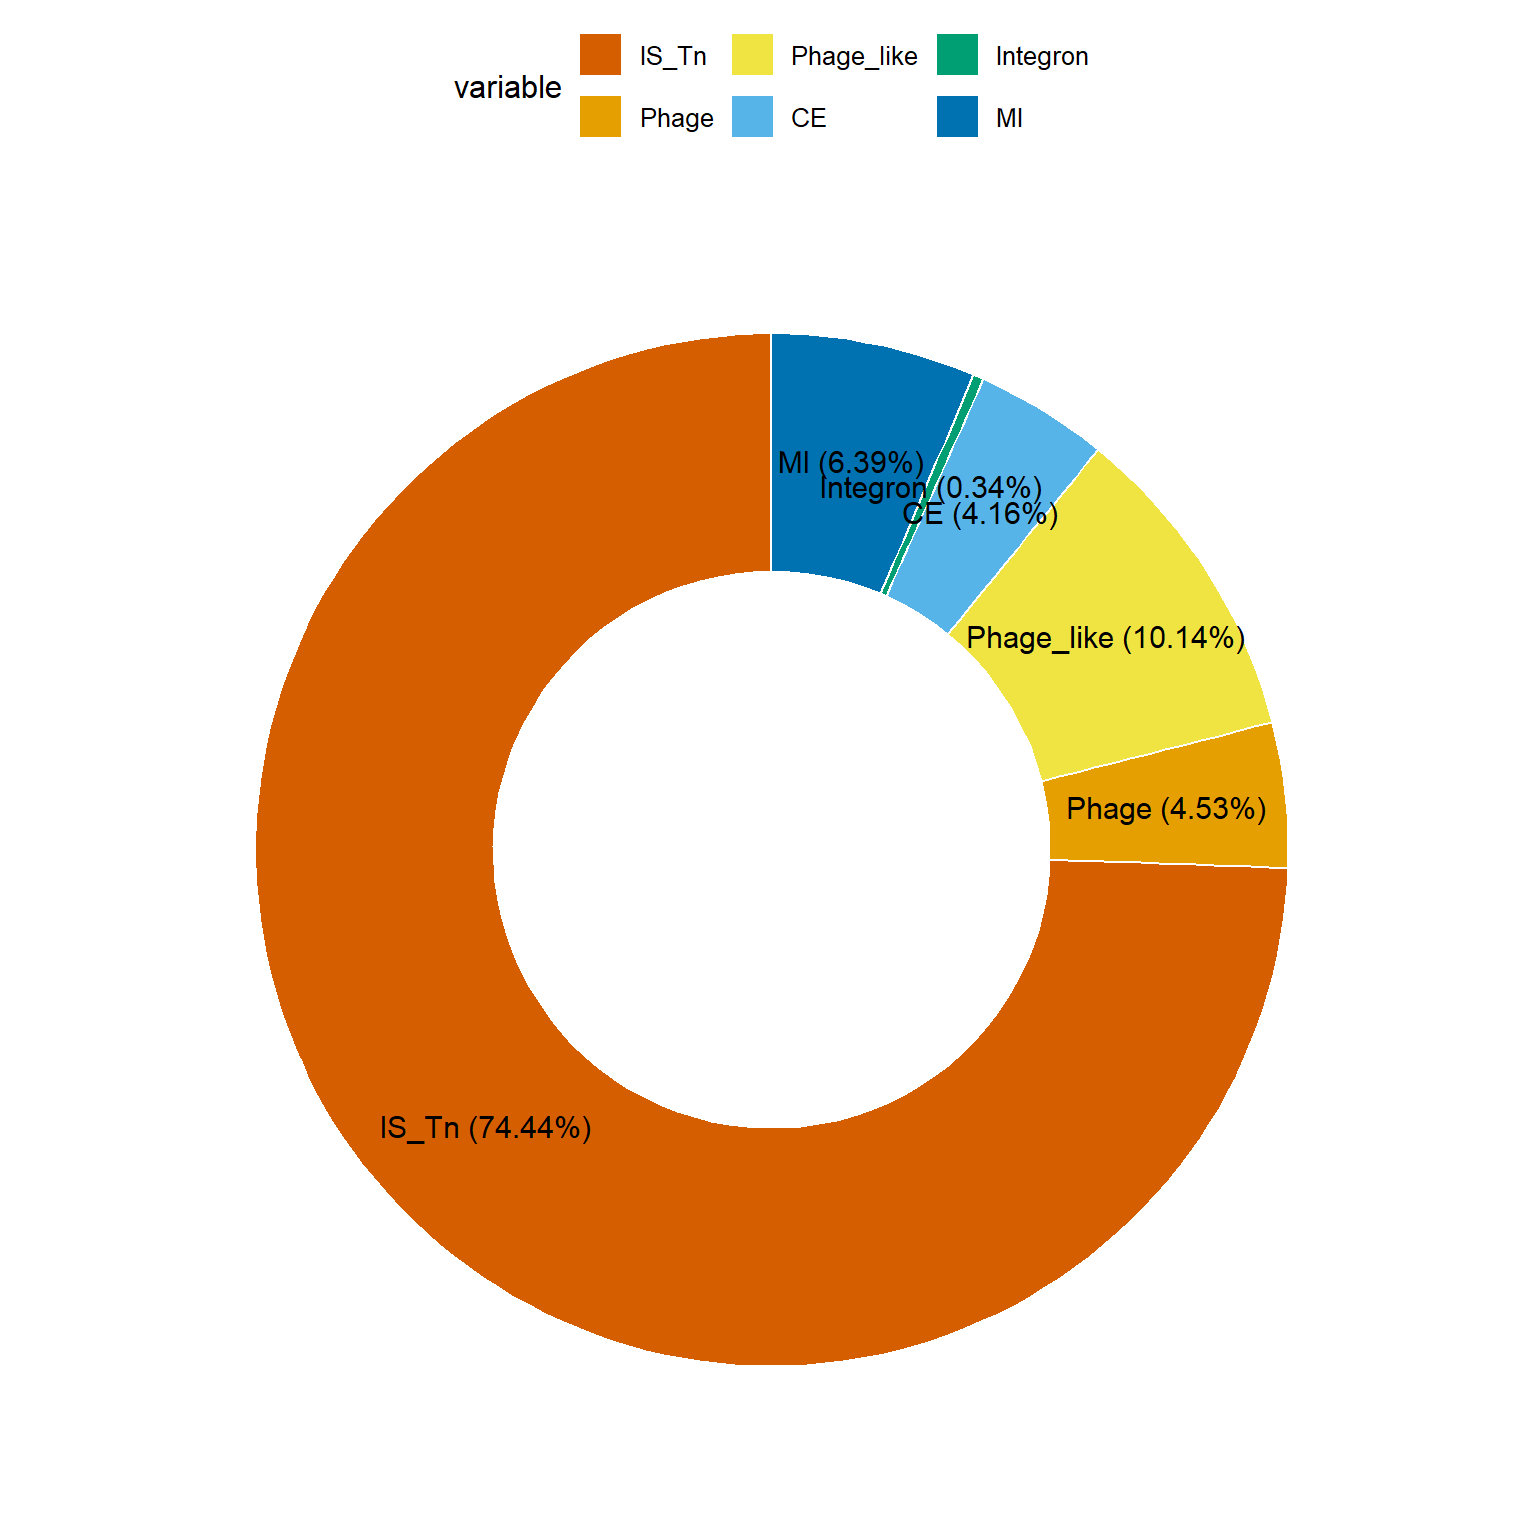 variable
IS_Tn
Phage_like
Integron
Phage
CE
MI
MI (6.39%)
Integron (0.34%)
CE (4.16%)
Phage_like (10.14%)
Phage (4.53%)
IS_Tn (74.44%)